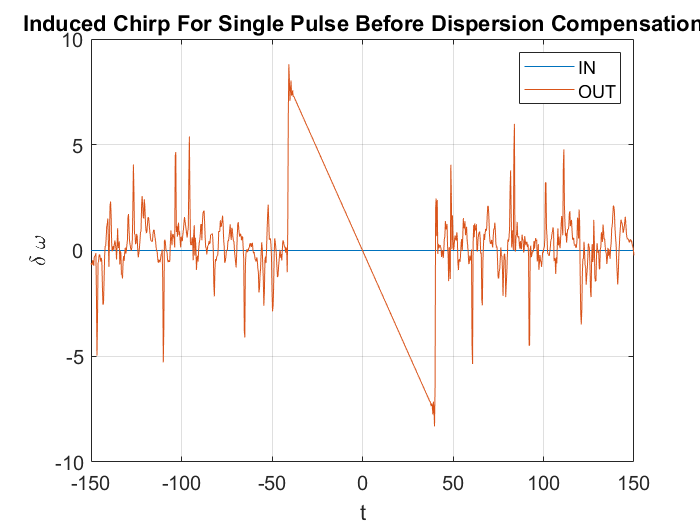 Induced Chirp For Single Pulse Before Dispersion Compensation
10
5
0
-5
-10
δ ω
IN
OUT
-150 -100 -50 0 50 100 150
t